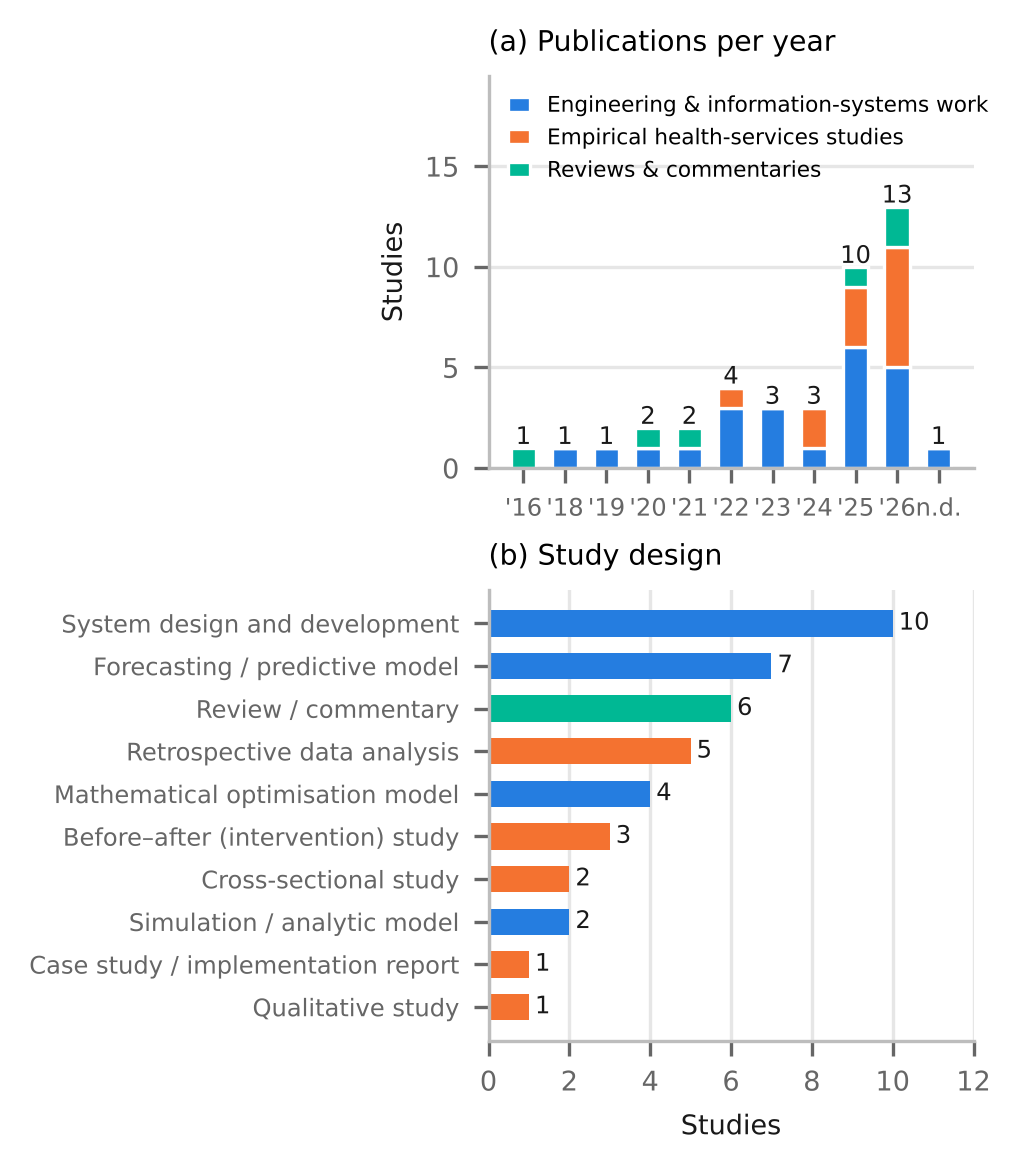 (a) Publications per year
Engineering & information-systems work
Empirical health-services studies
Reviews & commentaries
Studies
15
10
5
0
1
1
1
2
2
4
3
3
10
13
1
'16 '18 '19 '20 '21 '22 '23 '24 '25 '26 n.d.
(b) Study design
System design and development 10
Forecasting / predictive model 7
Review / commentary 6
Retrospective data analysis 5
Mathematical optimisation model 4
Before–after (intervention) study 3
Cross-sectional study 2
Simulation / analytic model 2
Case study / implementation report 1
Qualitative study 1
0 2 4 6 8 10 12
Studies